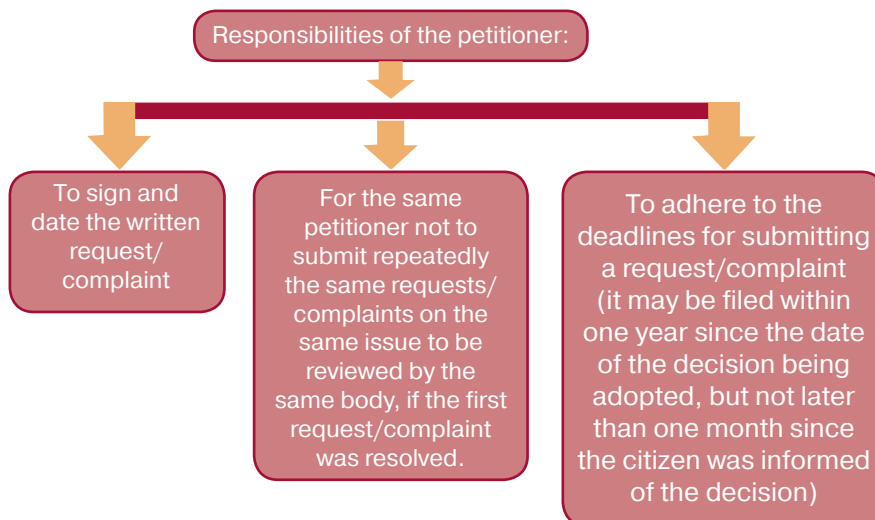 Responsibilities of the petitioner:
To sign and
date the written
request/
complaint
For the same
petitioner not to
submit repeatedly
the same requests/
complaints on the
same issue to be
reviewed by the
same body, if the first
request/complaint
was resolved.
To adhere to the
deadlines for submitting
a request/complaint
(it may be filed within
one year since the date
of the decision being
adopted, but not later
than one month since
the citizen was informed
of the decision)